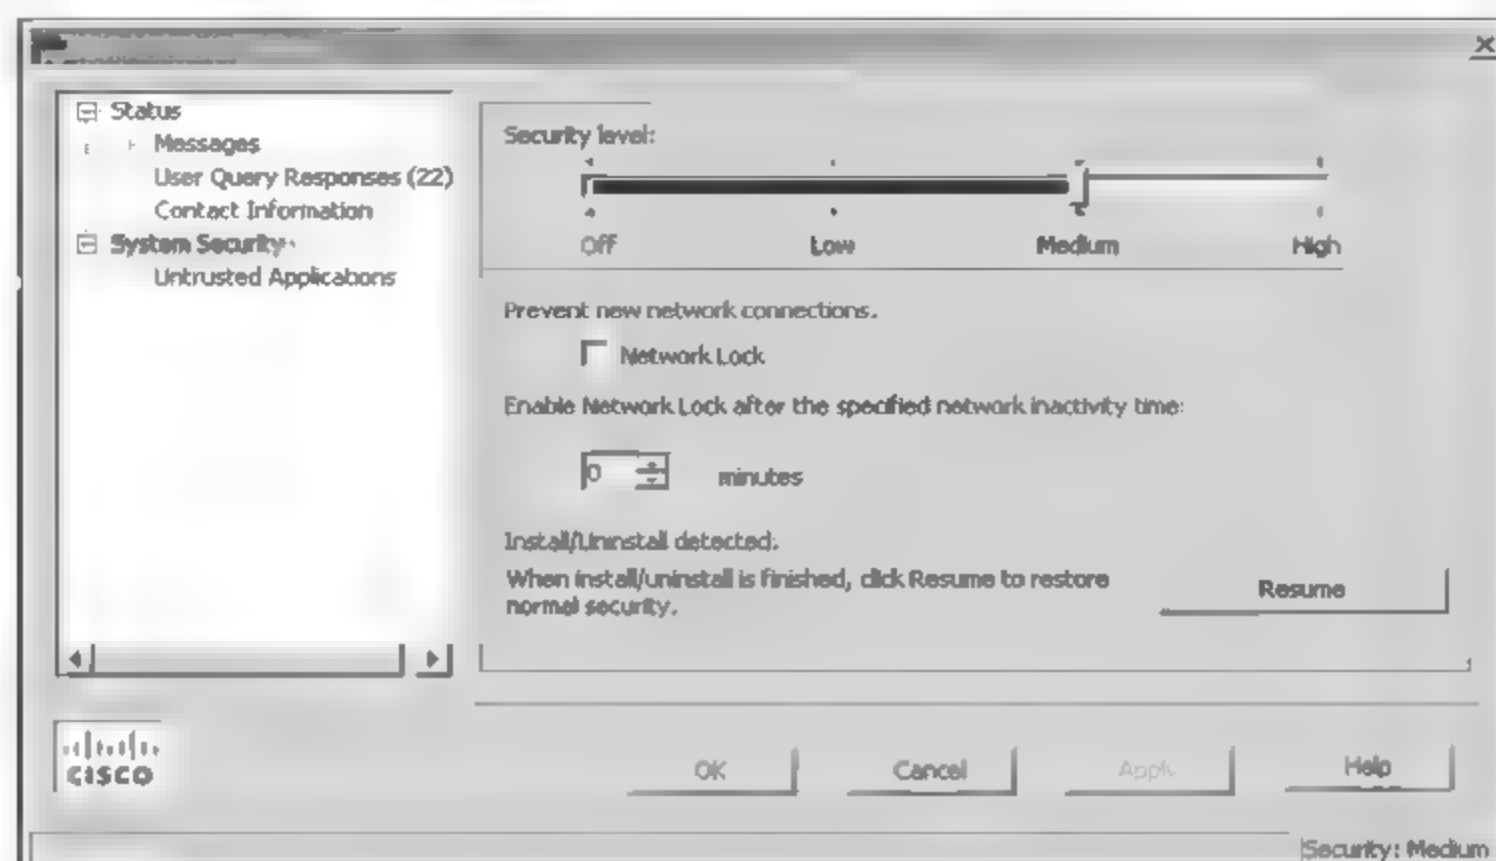 Status
Messages
User Query Responses (22)
Contact Information
System Security
Untrusted Applications
Security level:
Off Low Medium High
Prevent new network connections.
Network Lock
Enable Network Lock after the specified network inactivity time:
0 minutes
Install/Uninstall detected.
When install/uninstall is finished, click Resume to restore
normal security.
Resume
CISCO
OK Cancel Apply Help
Security: Medium